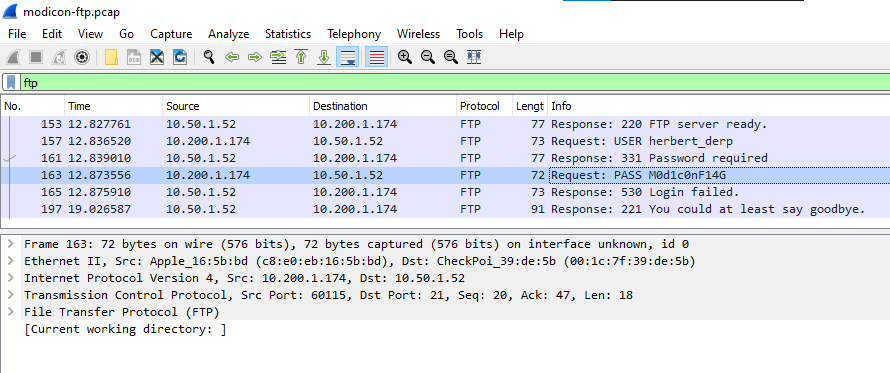 modicon-ftp.pcap
File Edit View Go Capture Analyze Statistics Telephony Wireless Tools Help
ftp
No. Time Source Destination Protocol Lengt Info
153 12.827761 10.50.1.52 10.200.1.174 FTP 77 Response: 220 FTP server ready.
157 12.836520 10.200.1.174 10.50.1.52 FTP 73 Request: USER herbert_derp
161 12.839010 10.50.1.52 10.200.1.174 FTP 77 Response: 331 Password required
163 12.873556 10.200.1.174 10.50.1.52 FTP 72 Request: PASS M0d1c0nF14G
165 12.875910 10.50.1.52 10.200.1.174 FTP 73 Response: 530 Login failed.
197 19.026587 10.50.1.52 10.200.1.174 FTP 91 Response: 221 You could at least say goodbye.
Frame 163: 72 bytes on wire (576 bits), 72 bytes captured (576 bits) on interface unknown, id 0
Ethernet II, Src: Apple_16:5b:bd (c8:e0:eb:16:5b:bd), Dst: CheckPoi_39:de:5b (00:1c:7f:39:de:5b)
Internet Protocol Version 4, Src: 10.200.1.174, Dst: 10.50.1.52
Transmission Control Protocol, Src Port: 60115, Dst Port: 21, Seq: 20, Ack: 47, Len: 18
File Transfer Protocol (FTP)
[Current working directory: ]